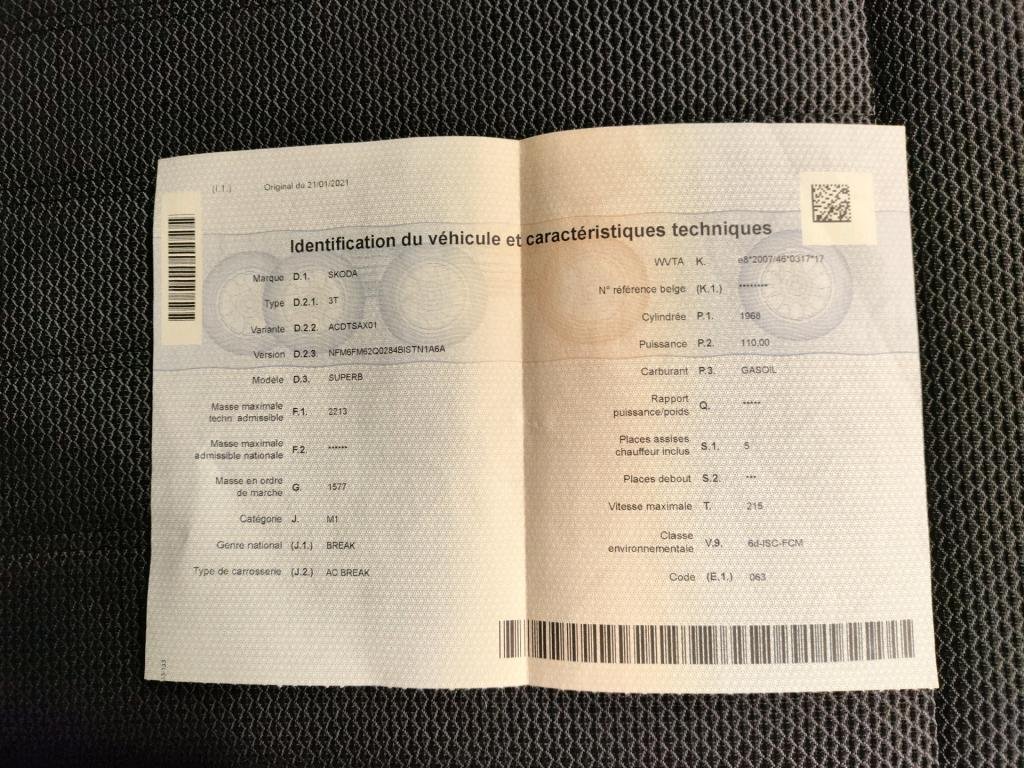 (I.1.) Original du 21/01/2021
Identification du véhicule et caractéristiques techniques
Marque D.1. SKODA
Type D.2.1. 3T
Variante D.2.2. ACDTSAX01
Version D.2.3. NFM6FM62Q0284BISTN1A6A
Modèle D.3. SUPERB
Masse maximale
techn. admissible F.1. 2213
Masse maximale
admissible nationale F.2. ******
Masse en ordre
de marche G. 1577
Catégorie J. M1
Genre national (J.1.) BREAK
Type de carrosserie (J.2.) AC BREAK
WVTA K. e8*2007/46*0317*17
N° référence belge (K.1.) ********
Cylindrée P.1. 1968
Puissance P.2. 110,00
Carburant P.3. GASOIL
Rapport
puissance/poids Q. *****
Places assises
chauffeur inclus S.1. 5
Places debout S.2. ***
Vitesse maximale T. 215
Classe
environnementale V.9. 6d-ISC-FCM
Code (E.1.) 063